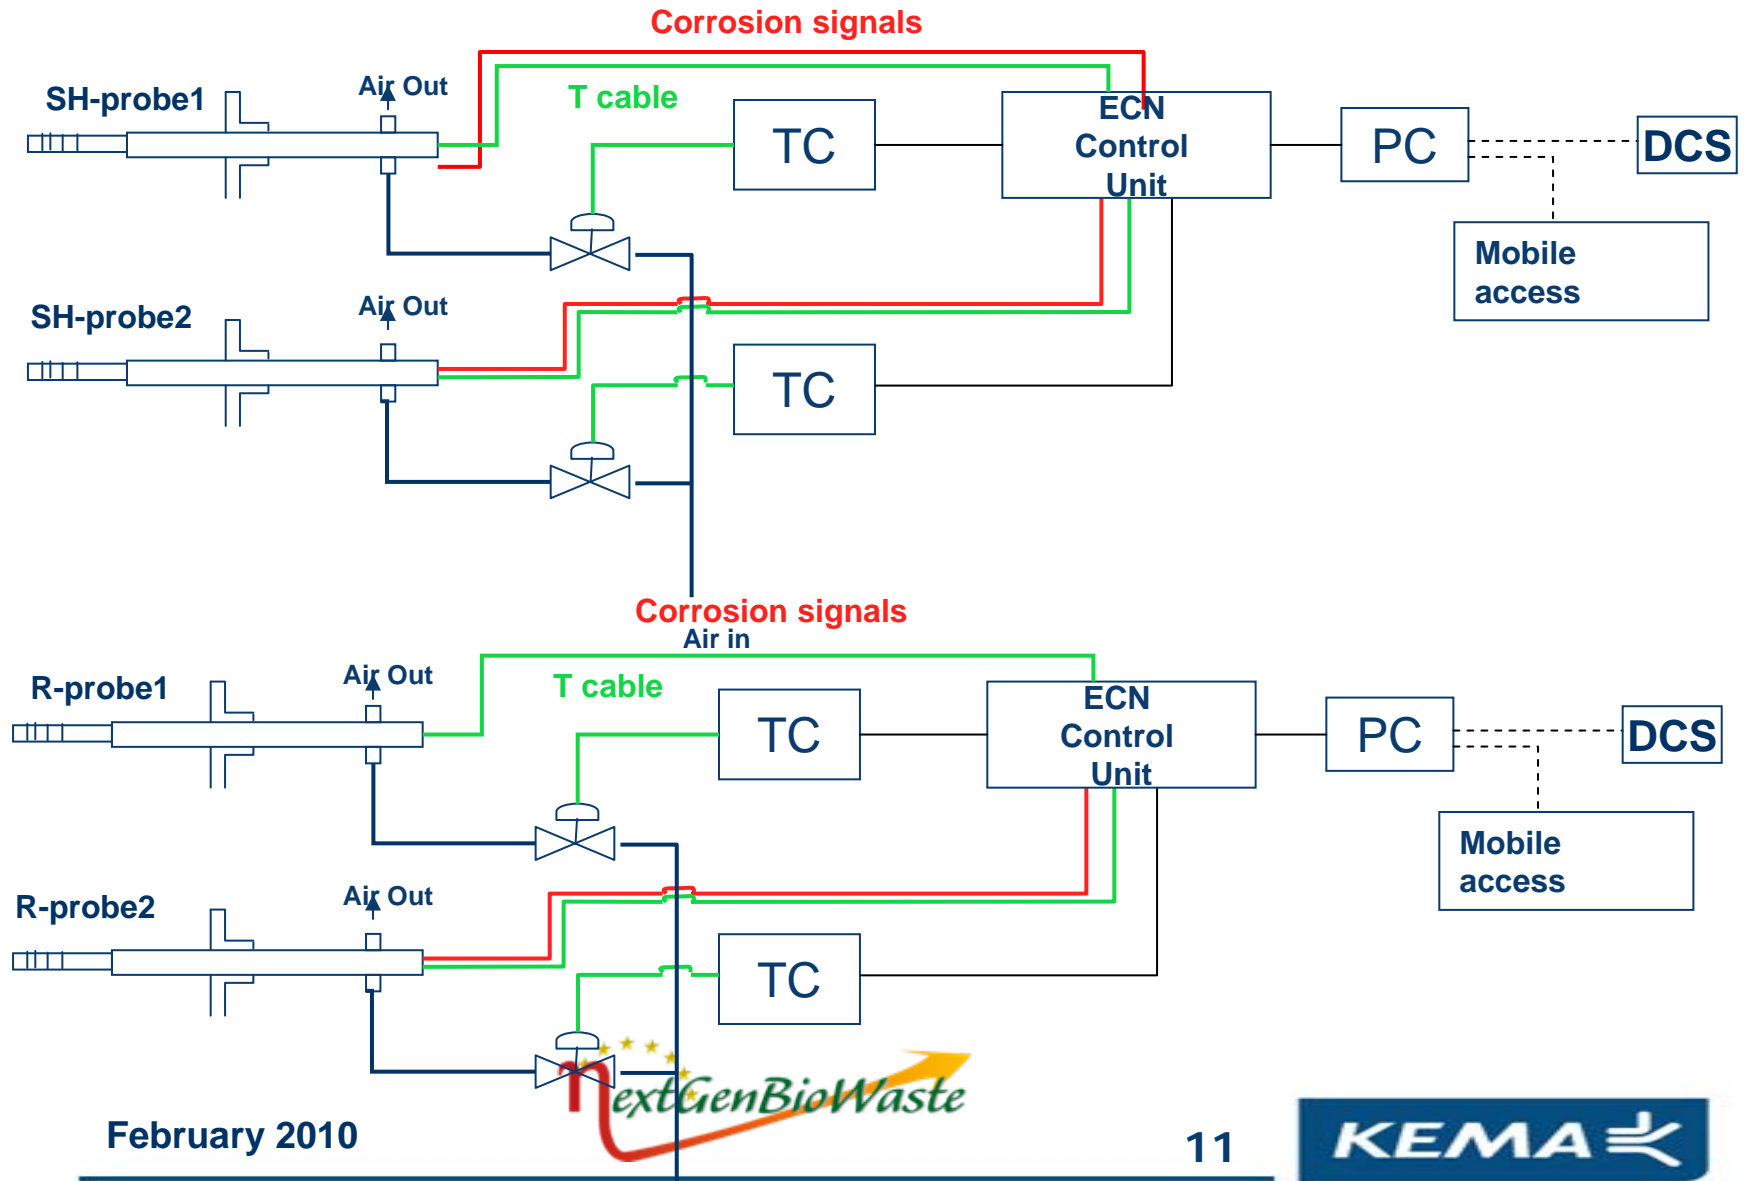 Corrosion signals
SH-probe1
Air Out
T cable
TC
ECN
Control
Unit
PC
DCS
Mobile
access
SH-probe2
Air Out
TC
Corrosion signals
Air in
R-probe1
Air Out
T cable
TC
ECN
Control
Unit
PC
DCS
Mobile
access
R-probe2
Air Out
TC
nextGenBioWaste
February 2010
11
KEMA